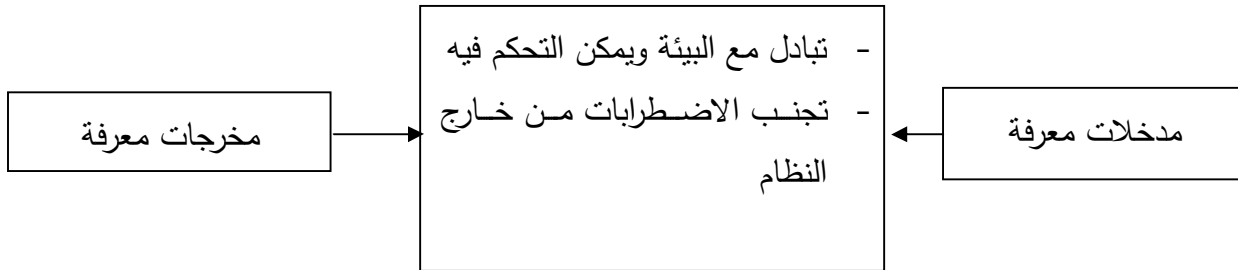 مدخلات معرفة
- تبادل مع البيئة ويمكن التحكم فيه
- تجنب الاضطرابات من خارج
النظام
مخرجات معرفة